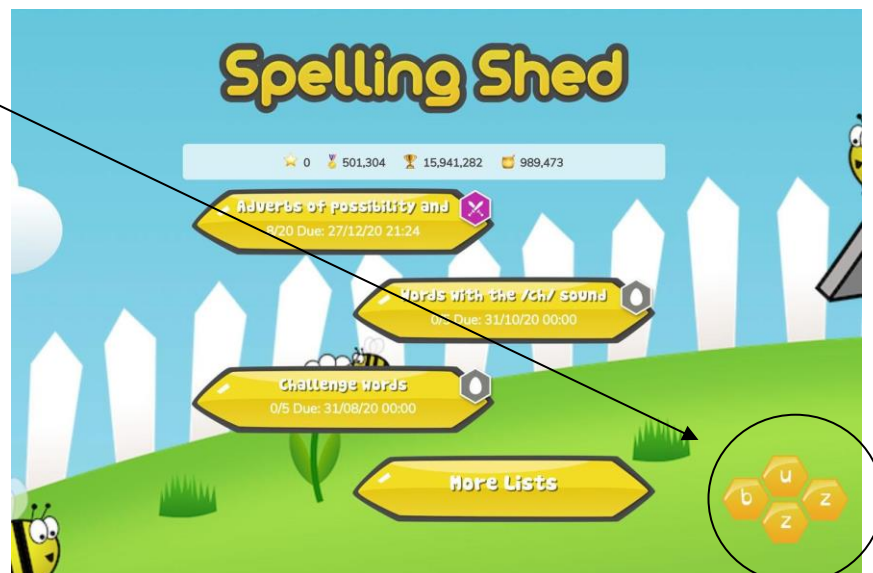 Spelling Shed
0 501,304 15,941,282 989,473
Adverbs of possibility and
8/20 Due: 27/12/20 21:24
Words with the /ch/ sound
0/5 Due: 31/10/20 00:00
Challenge words
0/5 Due: 31/08/20 00:00
More Lists
b u z z